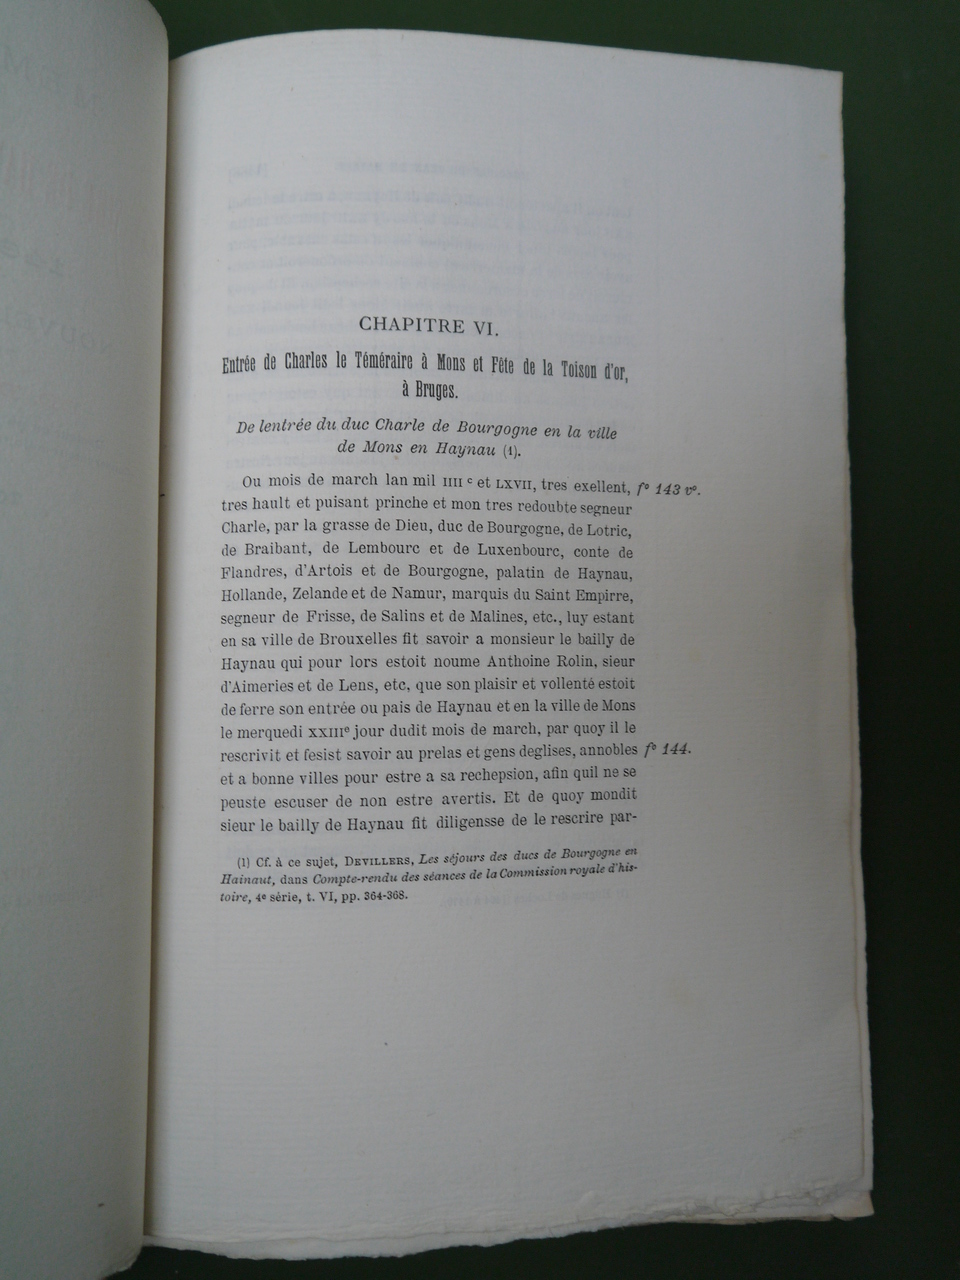 CHAPITRE VI.
Entrée de Charles le Téméraire à Mons et Fête de la Toison d'or,
à Bruges.
De lentrée du duc Charle de Bourgogne en la ville
de Mons en Haynau (1).
Ou mois de march lan mil IIII c et LXVII, tres exellent, fº 143 vº.
tres hault et puisant prinche et mon tres redoubte segneur
Charle, par la grasse de Dieu, duc de Bourgogne, de Lotric,
de Braibant, de Lembourc et de Luxenbourc, conte de
Flandres, d'Artois et de Bourgogne, palatin de Haynau,
Hollande, Zelande et de Namur, marquis du Saint Empirre,
segneur de Frisse, de Salins et de Malines, etc., luy estant
en sa ville de Brouxelles fit savoir a monsieur le bailly de
Haynau qui pour lors estoit noume Anthoine Rolin, sieur
d'Aimeries et de Lens, etc, que son plaisir et vollenté estoit
de ferre son entrée ou pais de Haynau et en la ville de Mons
le merquedi XXIIIe jour dudit mois de march, par quoy il le
rescrivit et fesist savoir au prelas et gens deglises, annobles fº 144.
et a bonne villes pour estre a sa rechepsion, afin quil ne se
peuste escuser de non estre avertis. Et de quoy mondit
sieur le bailly de Haynau fit diligensse de le rescrire par-
(1) Cf. à ce sujet, DEVILLERS, Les séjours des ducs de Bourgogne en
Hainaut, dans Compte-rendu des séances de la Commission royale d'his-
toire, 4e série, t. VI, pp. 364-368.